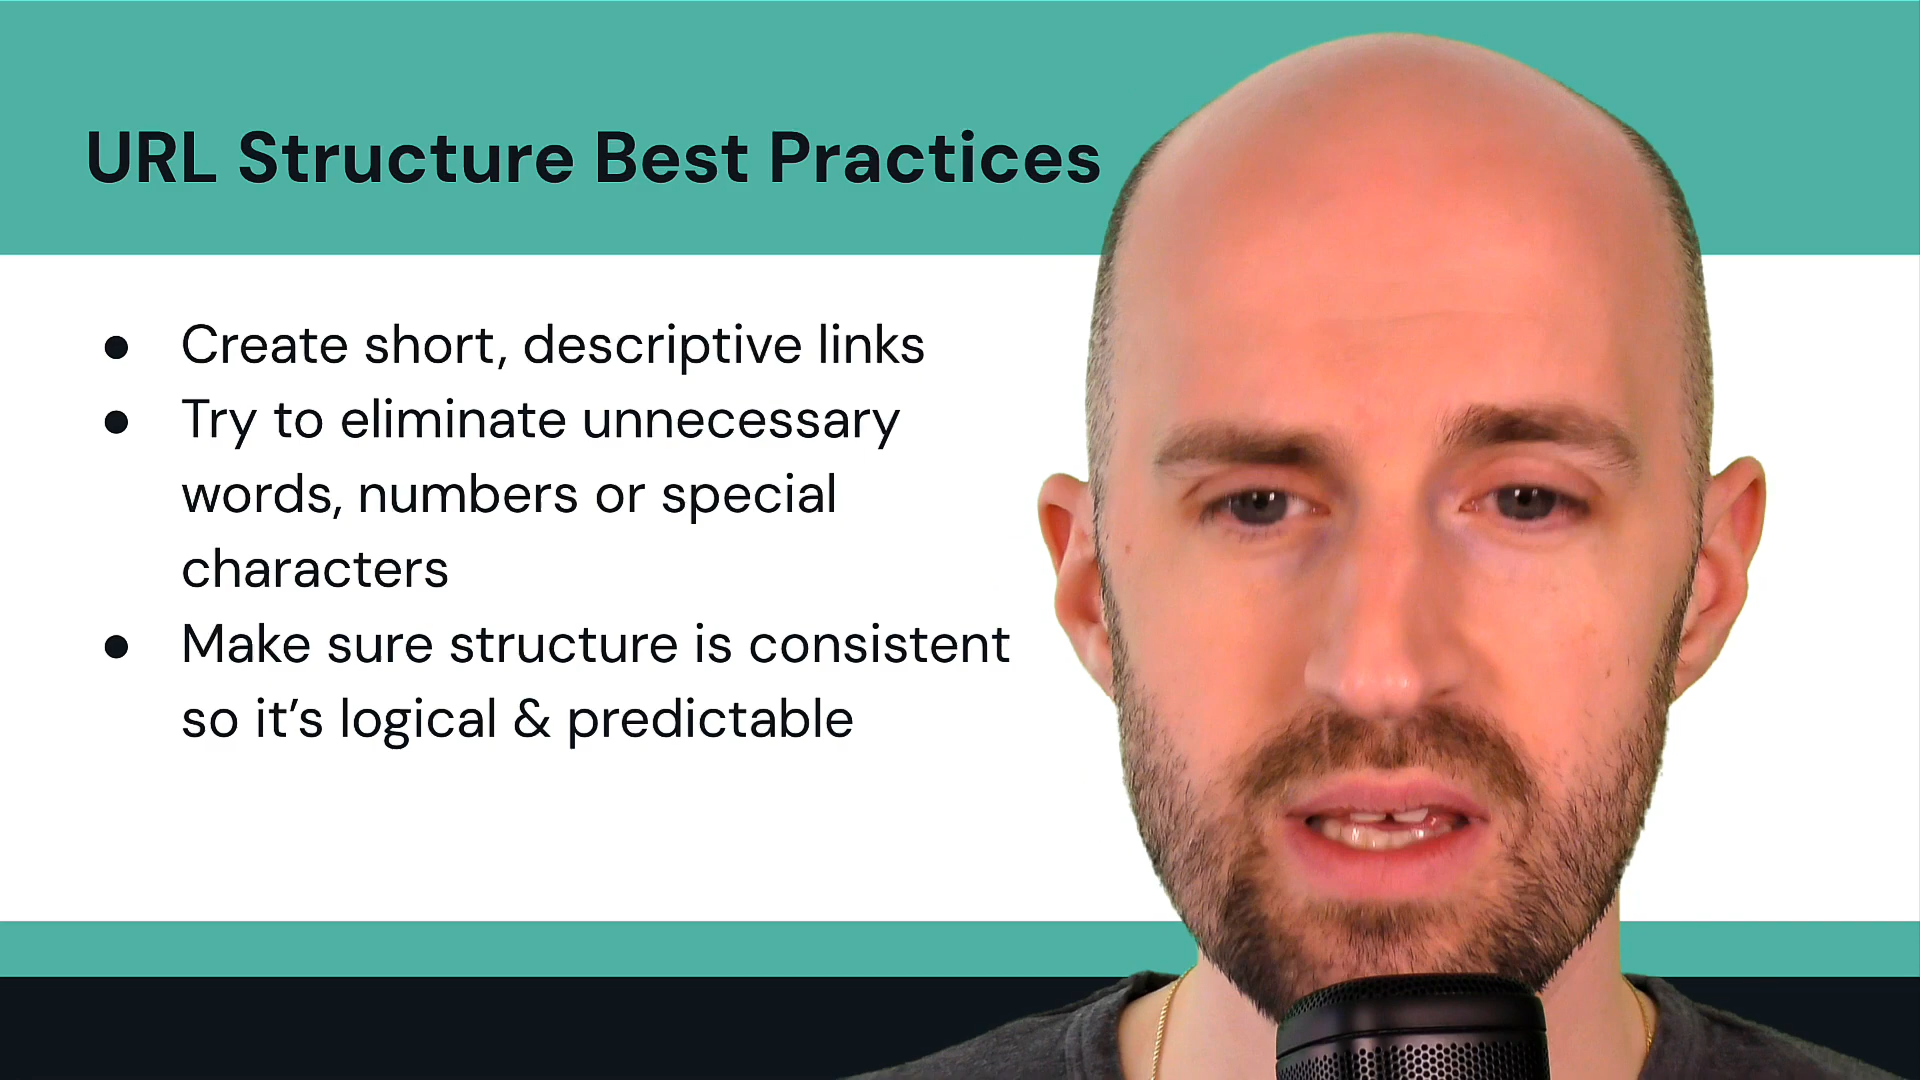 URL Structure Best Practices
● Create short, descriptive links
● Try to eliminate unnecessary
words, numbers or special
characters
● Make sure structure is consistent
so it’s logical & predictable